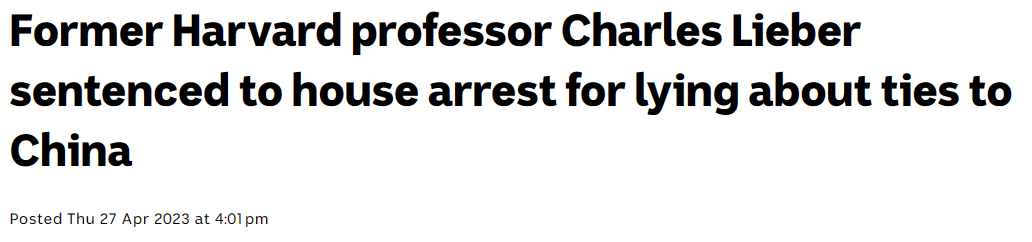 Former Harvard professor Charles Lieber
sentenced to house arrest for lying about ties to
China
Posted Thu 27 Apr 2023 at 4:01pm